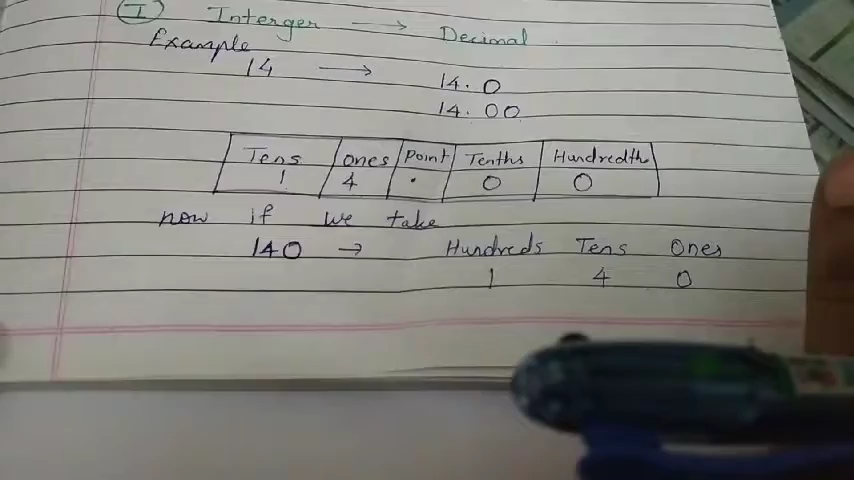 I Interger → Decimal
Example
14 → 14.0
14.00
Tens ones Point Tenths Hundredth
1 4 . 0 0
now if we take
140 → Hundreds Tens Ones
1 4 0